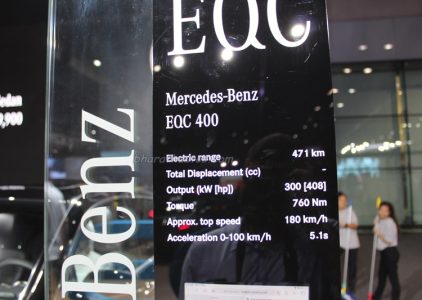 EQC
Mercedes-Benz
EQC 400
Electric range 471 km
Total Displacement (cc) -
Output (kW [hp]) 300 [408]
Torque 760 Nm
Approx. top speed 180 km/h
Acceleration 0-100 km/h 5.1s
Benz
edan
,900